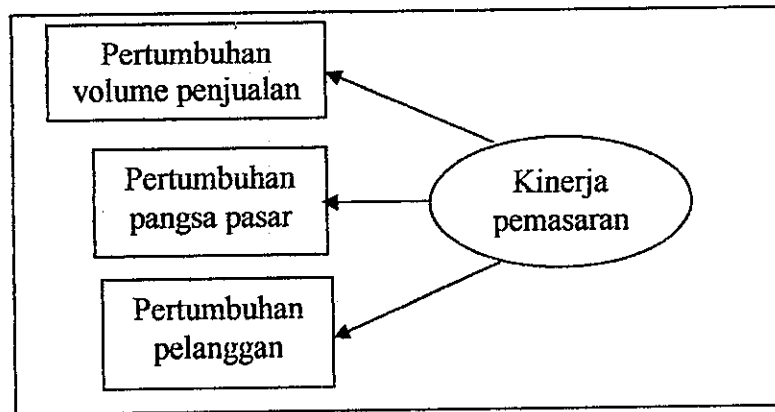 Pertumbuhan
volume penjualan
Pertumbuhan
pangsa pasar
Kinerja
pemasaran
Pertumbuhan
pelanggan